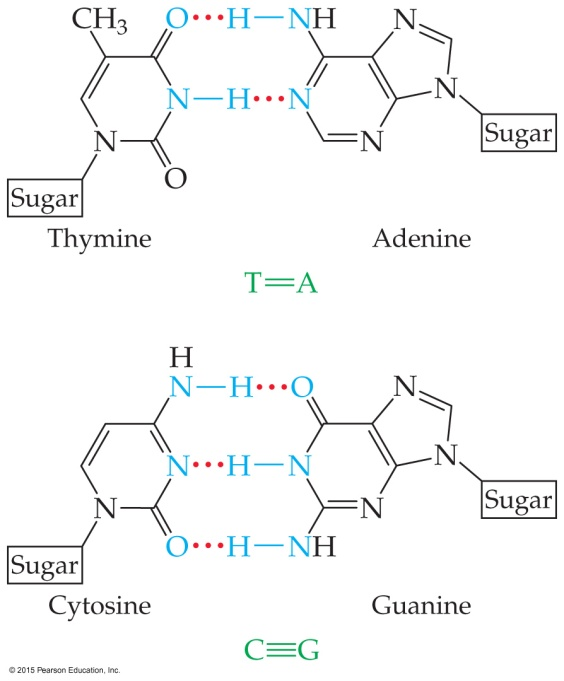 CH₃ O H NH N
N H N N
N O N Sugar
Sugar
Thymine Adenine
T=A
H
N H O N
N H N N
N N Sugar
O H NH
Sugar
Cytosine Guanine
C≡G
© 2015 Pearson Education, Inc.